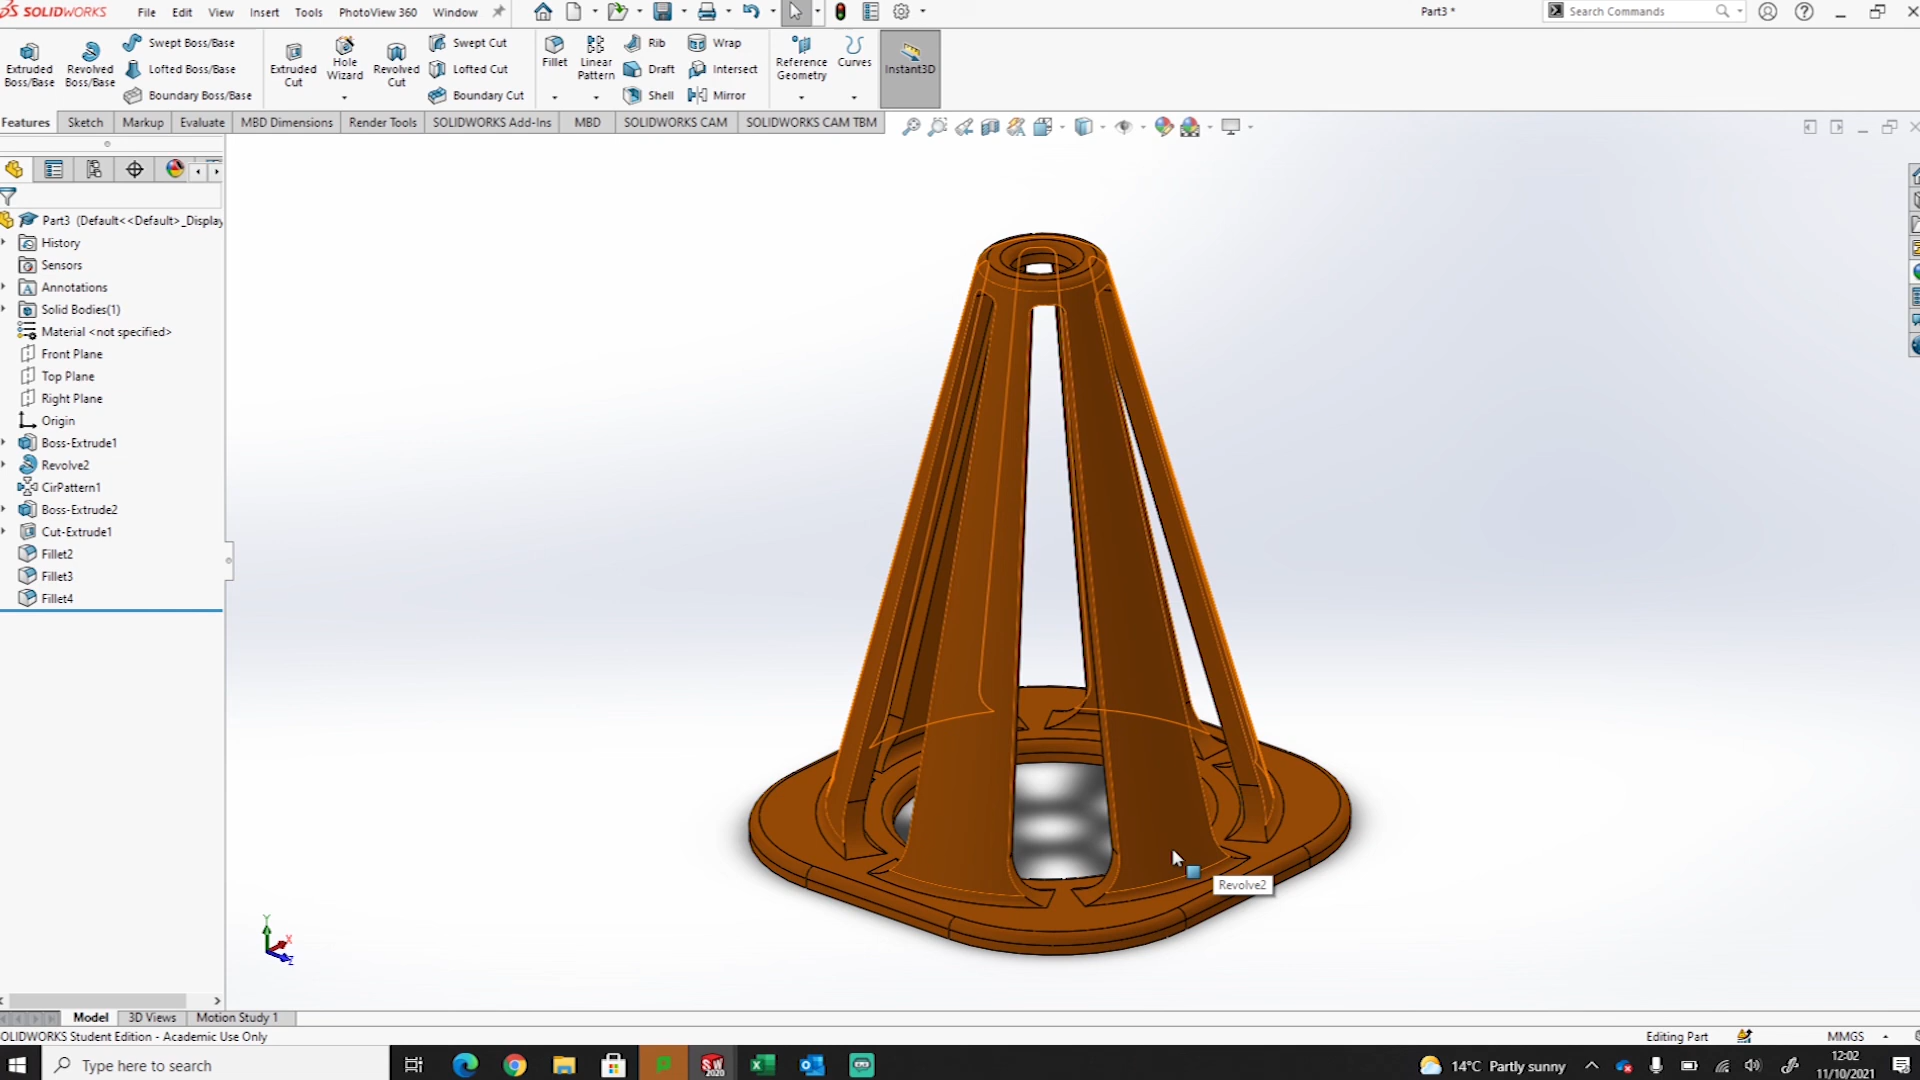 SOLIDWORKS File Edit View Insert Tools PhotoView 360 Window Part3 * Search Commands
Extruded Boss/Base
Revolved Boss/Base
Swept Boss/Base
Lofted Boss/Base
Boundary Boss/Base
Extruded Cut
Hole Wizard
Revolved Cut
Swept Cut
Lofted Cut
Boundary Cut
Fillet
Linear Pattern
Rib
Draft
Shell
Wrap
Intersect
Mirror
Reference Geometry
Curves
Instant3D
Features Sketch Markup Evaluate MBD Dimensions Render Tools SOLIDWORKS Add-Ins MBD SOLIDWORKS CAM SOLIDWORKS CAM TBM
Part3 (Default<<Default>_Display
History
Sensors
Annotations
Solid Bodies(1)
Material <not specified>
Front Plane
Top Plane
Right Plane
Origin
Boss-Extrude1
Revolve2
CirPattern1
Boss-Extrude2
Cut-Extrude1
Fillet2
Fillet3
Fillet4
Revolve2
Y
X
Z
Model 3D Views Motion Study 1
OLIDWORKS Student Edition - Academic Use Only Editing Part MMGS
Type here to search SW 2020 14°C Partly sunny 12:02
11/10/2021